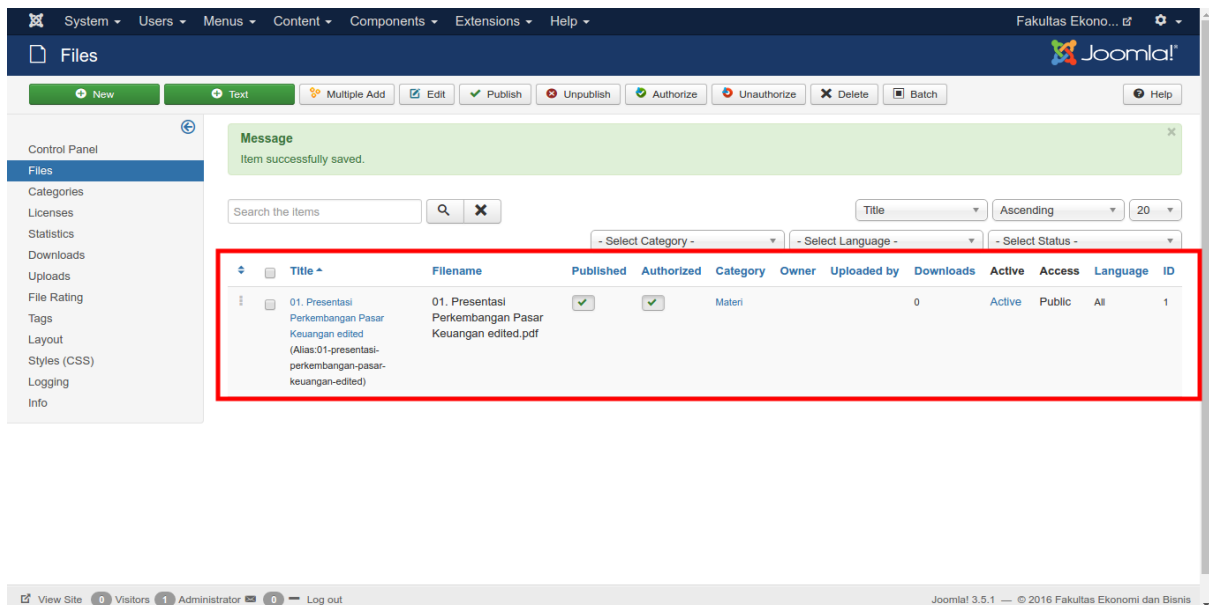 System Users Menus Content Components Extensions Help Fakultas Ekono...
Files Joomla!®
New Text Multiple Add Edit Publish Unpublish Authorize Unauthorize Delete Batch Help
Control Panel
Files
Categories
Licenses
Statistics
Downloads
Uploads
File Rating
Tags
Layout
Styles (CSS)
Logging
Info
Message
Item successfully saved.
Search the items Title Ascending 20
- Select Category - - Select Language - - Select Status -
Title Filename Published Authorized Category Owner Uploaded by Downloads Active Access Language ID
01. Presentasi
Perkembangan Pasar
Keuangan edited
(Alias:01-presentasi-
perkembangan-pasar-
keuangan-edited)
01. Presentasi
Perkembangan Pasar
Keuangan edited.pdf
Materi 0 Active Public All 1
View Site 0 Visitors 1 Administrator 0 Log out Joomla! 3.5.1 — © 2016 Fakultas Ekonomi dan Bisnis